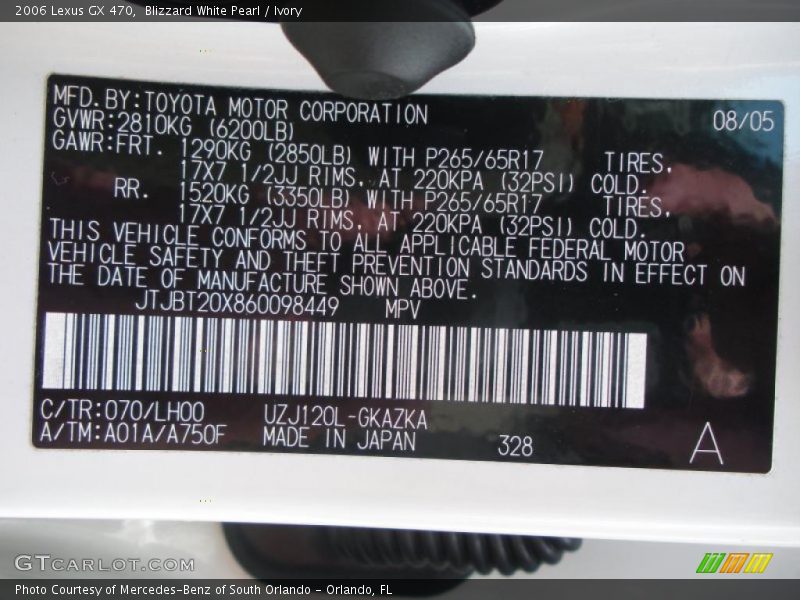 2006 Lexus GX 470, Blizzard White Pearl / Ivory
MFD.BY:TOYOTA MOTOR CORPORATION 08/05
GVWR:2810KG (6200LB)
GAWR:FRT. 1290KG (2850LB) WITH P265/65R17 TIRES,
17X7 1/2JJ RIMS, AT 220KPA (32PSI) COLD.
RR. 1520KG (3350LB) WITH P265/65R17 TIRES,
17X7 1/2JJ RIMS, AT 220KPA (32PSI) COLD.
THIS VEHICLE CONFORMS TO ALL APPLICABLE FEDERAL MOTOR
VEHICLE SAFETY AND THEFT PREVENTION STANDARDS IN EFFECT ON
THE DATE OF MANUFACTURE SHOWN ABOVE.
JTJBT20X860098449 MPV
C/TR:070/LH00 UZJ120L-GKAZKA
A/TM:A01A/A750F MADE IN JAPAN 328 A
GTCARLOT.COM
Photo Courtesy of Mercedes-Benz of South Orlando - Orlando, FL